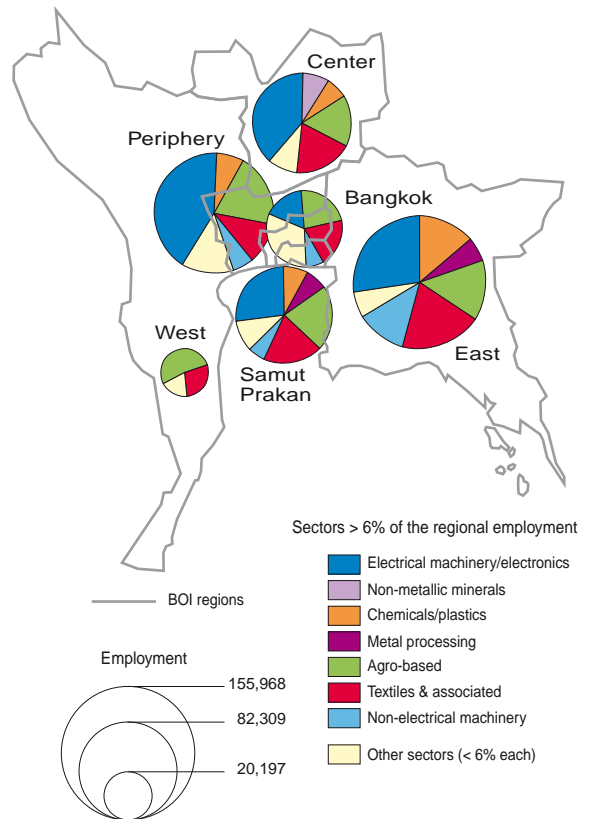 Center
Periphery
Bangkok
West
East
Samut
Prakan
Sectors > 6% of the regional employment
Electrical machinery/electronics
Non-metallic minerals
Chemicals/plastics
Metal processing
Agro-based
Textiles & associated
Non-electrical machinery
Other sectors (< 6% each)
BOI regions
Employment
155,968
82,309
20,197